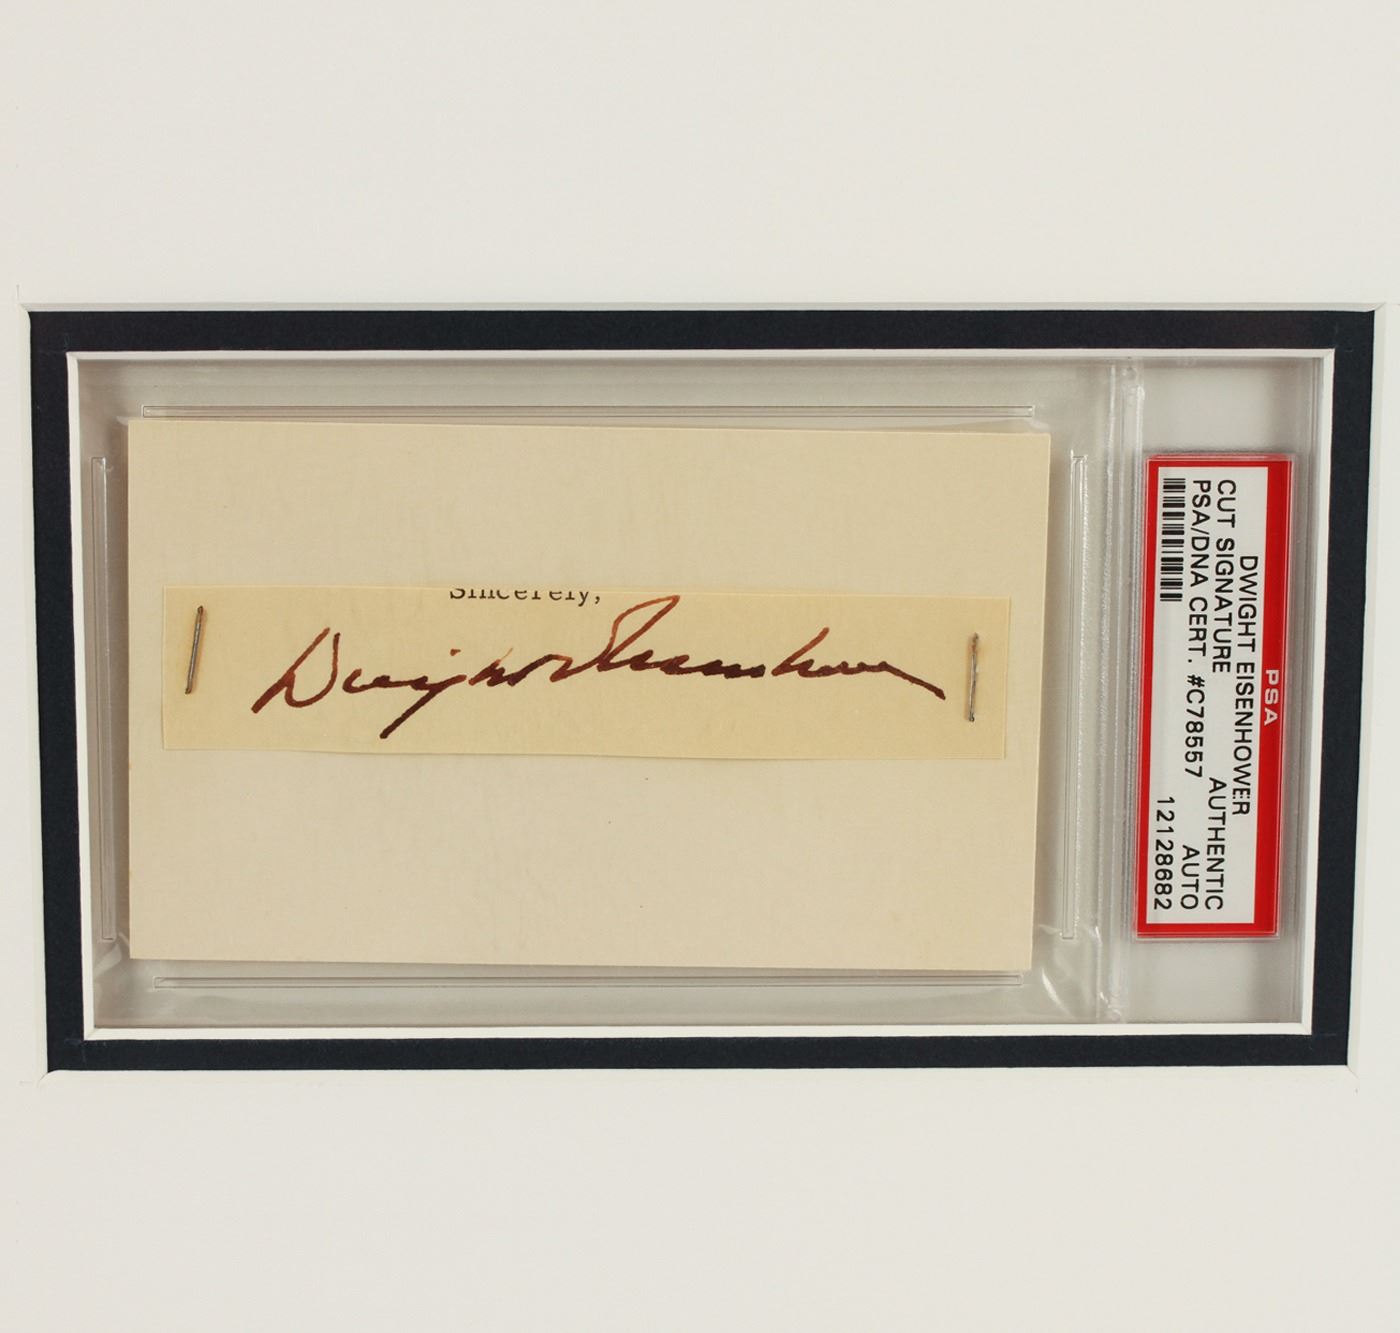 Sincerely,
Dwight Eisenhower
PSA
DWIGHT EISENHOWER
CUT SIGNATURE AUTHENTIC
PSA/DNA CERT. #C78557 AUTO
12128682